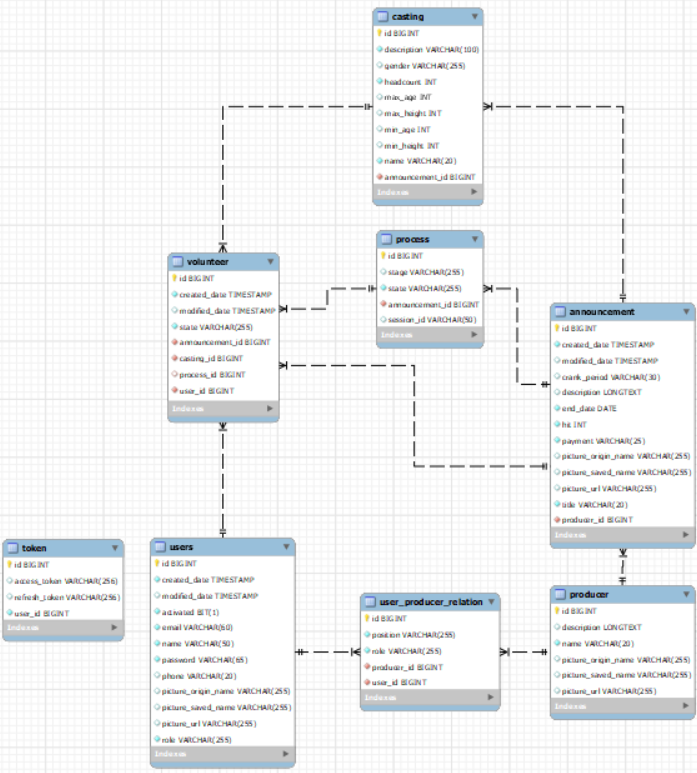 casting
id BIGINT
description VARCHAR(100)
gender VARCHAR(255)
headcount INT
max_age INT
max_height INT
min_age INT
min_height INT
name VARCHAR(20)
announcement_id BIGINT
Indexes
process
id BIGINT
stage VARCHAR(255)
state VARCHAR(255)
announcement_id BIGINT
session_id VARCHAR(50)
Indexes
volunteer
id BIGINT
created_date TIMESTAMP
modified_date TIMESTAMP
state VARCHAR(255)
announcement_id BIGINT
casting_id BIGINT
process_id BIGINT
user_id BIGINT
Indexes
announcement
id BIGINT
created_date TIMESTAMP
modified_date TIMESTAMP
crank_period VARCHAR(30)
description LONGTEXT
end_date DATE
hit INT
payment VARCHAR(25)
picture_origin_name VARCHAR(255)
picture_saved_name VARCHAR(255)
picture_url VARCHAR(255)
title VARCHAR(20)
producer_id BIGINT
Indexes
token
id BIGINT
access_token VARCHAR(256)
refresh_token VARCHAR(256)
user_id BIGINT
Indexes
users
id BIGINT
created_date TIMESTAMP
modified_date TIMESTAMP
activated BIT(1)
email VARCHAR(60)
name VARCHAR(50)
password VARCHAR(65)
phone VARCHAR(20)
picture_origin_name VARCHAR(255)
picture_saved_name VARCHAR(255)
picture_url VARCHAR(255)
role VARCHAR(255)
Indexes
user_producer_relation
id BIGINT
position VARCHAR(255)
role VARCHAR(255)
producer_id BIGINT
user_id BIGINT
Indexes
producer
id BIGINT
description LONGTEXT
name VARCHAR(20)
picture_origin_name VARCHAR(255)
picture_saved_name VARCHAR(255)
picture_url VARCHAR(255)
Indexes